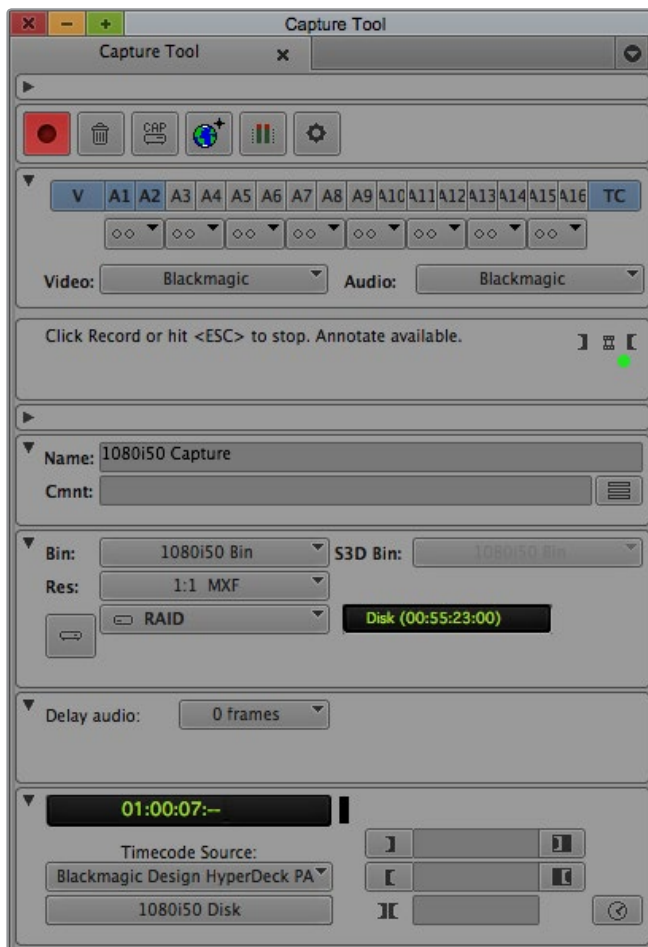 Capture Tool
Capture Tool
CAP
V A1 A2 A3 A4 A5 A6 A7 A8 A9 A10 A11 A12 A13 A14 A15 A16 TC
Video: Blackmagic Audio: Blackmagic
Click Record or hit <ESC> to stop. Annotate available.
Name: 1080i50 Capture
Cmnt:
Bin: 1080i50 Bin S3D Bin: 1080i50 Bin
Res: 1:1 MXF
RAID Disk (00:55:23:00)
Delay audio: 0 frames
01:00:07:--
Timecode Source:
Blackmagic Design HyperDeck PA
1080i50 Disk